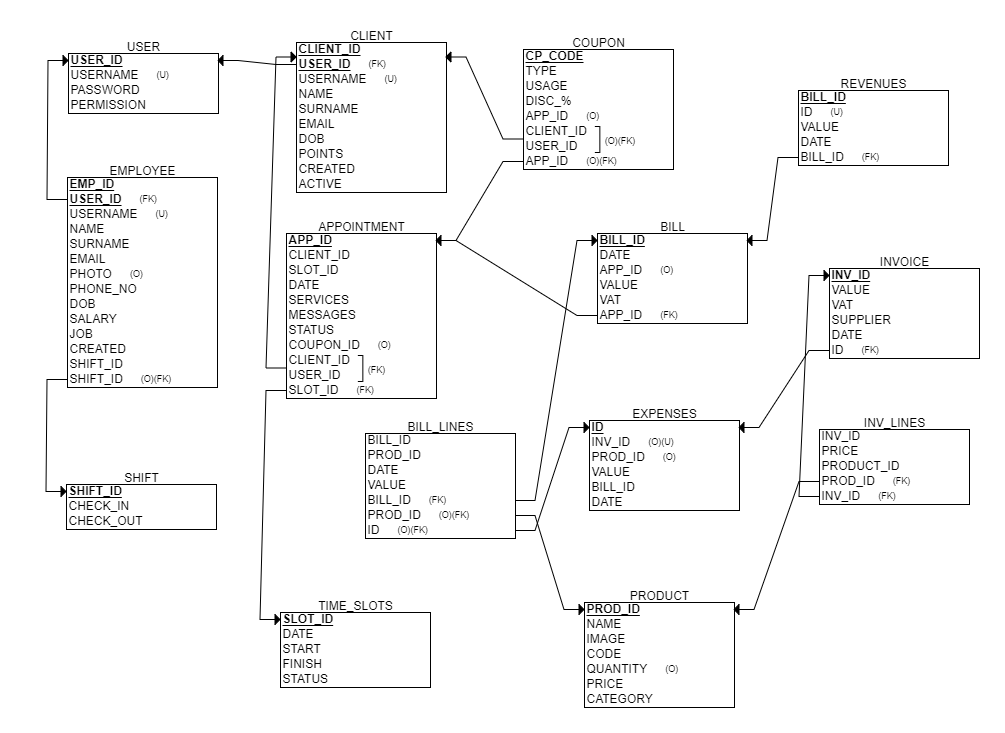 USER
USER_ID
USERNAME (U)
PASSWORD
PERMISSION
CLIENT
CLIENT_ID
USER_ID (FK)
USERNAME (U)
NAME
SURNAME
EMAIL
DOB
POINTS
CREATED
ACTIVE
COUPON
CP_CODE
TYPE
USAGE
DISC_%
APP_ID (O)
CLIENT_ID
USER_ID (O)(FK)
APP_ID (O)(FK)
REVENUES
BILL_ID
ID (U)
VALUE
DATE
BILL_ID (FK)
EMPLOYEE
EMP_ID
USER_ID (FK)
USERNAME (U)
NAME
SURNAME
EMAIL
PHOTO (O)
PHONE_NO
DOB
SALARY
JOB
CREATED
SHIFT_ID
SHIFT_ID (O)(FK)
APPOINTMENT
APP_ID
CLIENT_ID
SLOT_ID
DATE
SERVICES
MESSAGES
STATUS
COUPON_ID (O)
CLIENT_ID
USER_ID (FK)
SLOT_ID (FK)
BILL
BILL_ID
DATE
APP_ID (O)
VALUE
VAT
APP_ID (FK)
INVOICE
INV_ID
VALUE
VAT
SUPPLIER
DATE
ID (FK)
BILL_LINES
BILL_ID
PROD_ID
DATE
VALUE
BILL_ID (FK)
PROD_ID (O)(FK)
ID (O)(FK)
EXPENSES
ID
INV_ID (O)(U)
PROD_ID (O)
VALUE
BILL_ID
DATE
INV_LINES
INV_ID
PRICE
PRODUCT_ID
PROD_ID (FK)
INV_ID (FK)
SHIFT
SHIFT_ID
CHECK_IN
CHECK_OUT
TIME_SLOTS
SLOT_ID
DATE
START
FINISH
STATUS
PRODUCT
PROD_ID
NAME
IMAGE
CODE
QUANTITY (O)
PRICE
CATEGORY